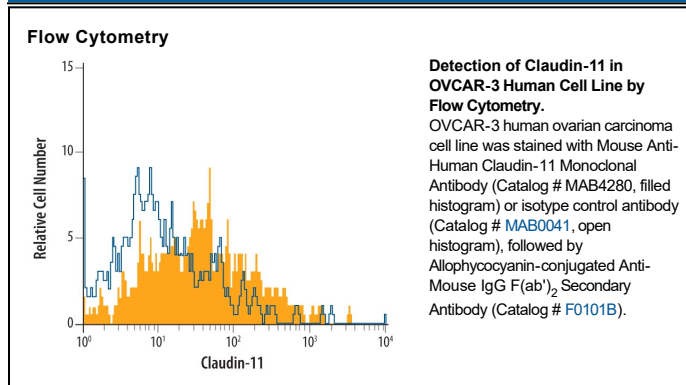 Flow Cytometry
15
10
5
0
Relative Cell Number
10⁰
10¹
10²
10³
10⁴
Claudin-11
Detection of Claudin-11 in
OVCAR-3 Human Cell Line by
Flow Cytometry.
OVCAR-3 human ovarian carcinoma
cell line was stained with Mouse Anti-
Human Claudin-11 Monoclonal
Antibody (Catalog # MAB4280, filled
histogram) or isotype control antibody
(Catalog # MAB0041, open
histogram), followed by
Allophycocyanin-conjugated Anti-
Mouse IgG F(ab')₂ Secondary
Antibody (Catalog # F0101B).